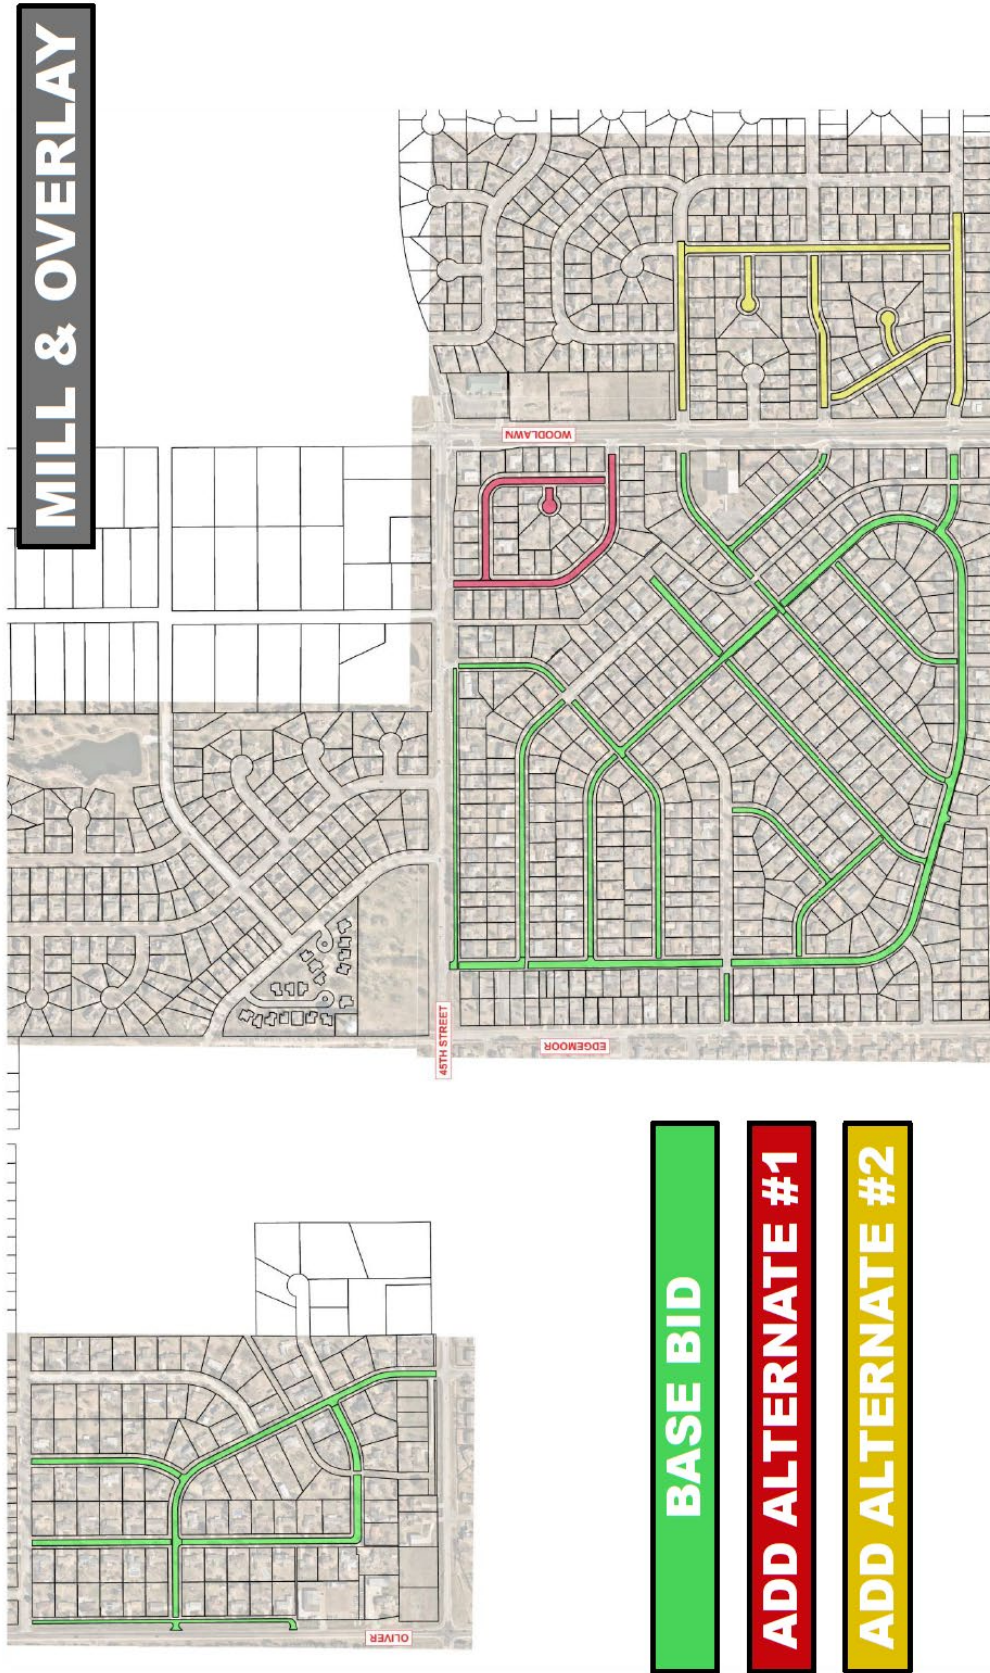 MILL & OVERLAY
WOODLAWN
45TH STREET
EDGEMOOR
OLIVER
BASE BID
ADD ALTERNATE #1
ADD ALTERNATE #2